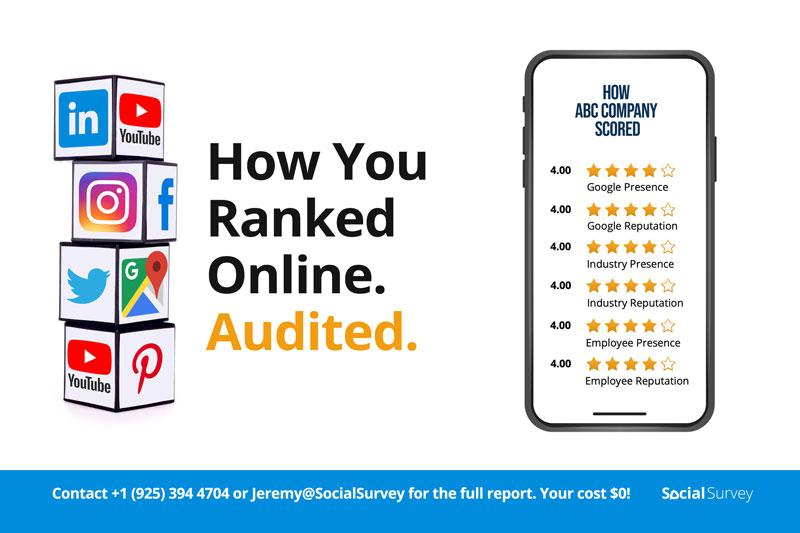 in
YouTube
f
G
YouTube
How You
Ranked
Online.
Audited.
HOW
ABC COMPANY
SCORED
4.00
Google Presence
4.00
Google Reputation
4.00
Industry Presence
4.00
Industry Reputation
4.00
Employee Presence
4.00
Employee Reputation
Contact +1 (925) 394 4704 or Jeremy@SocialSurvey for the full report. Your cost $0!
SocialSurvey